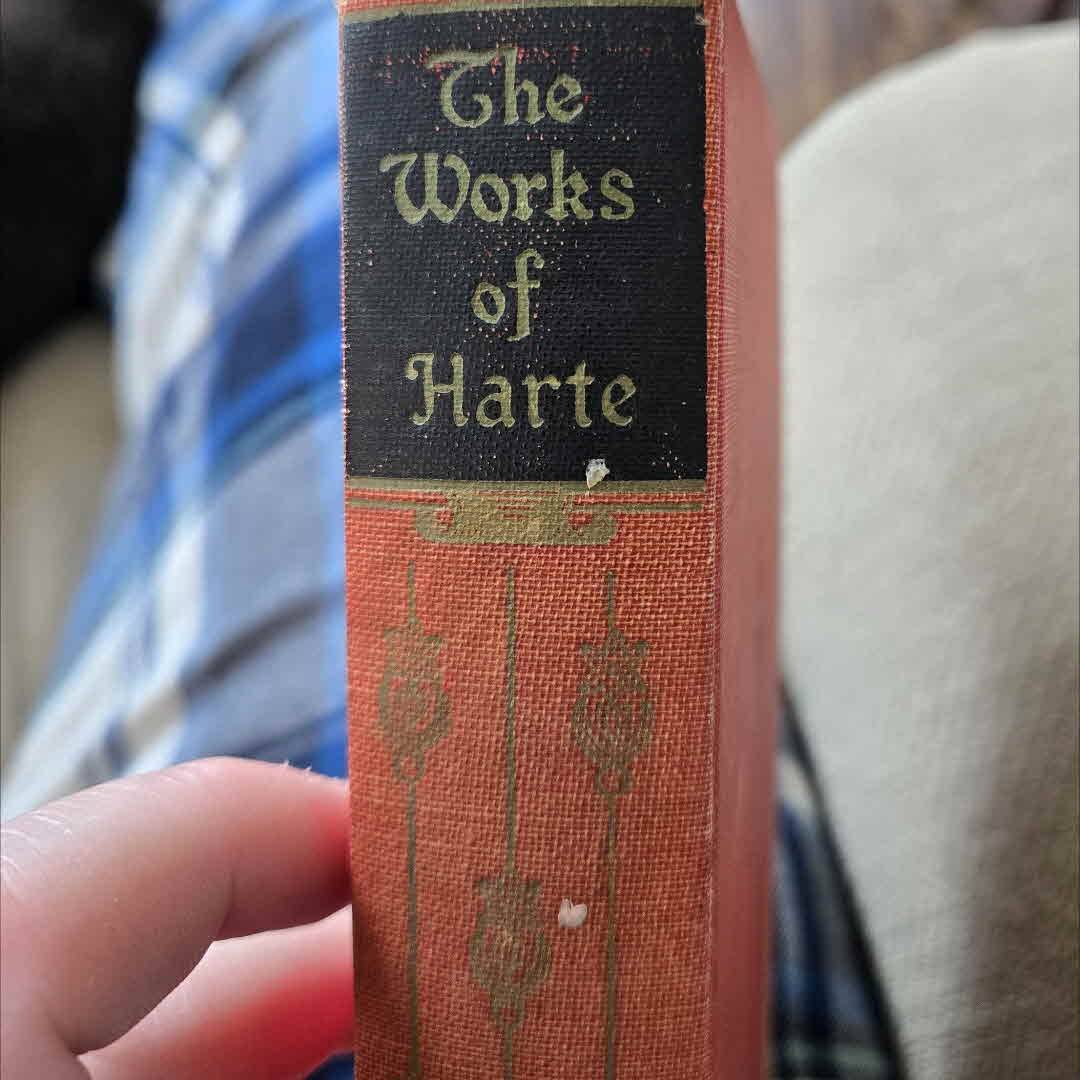 The
Works
of
Harte